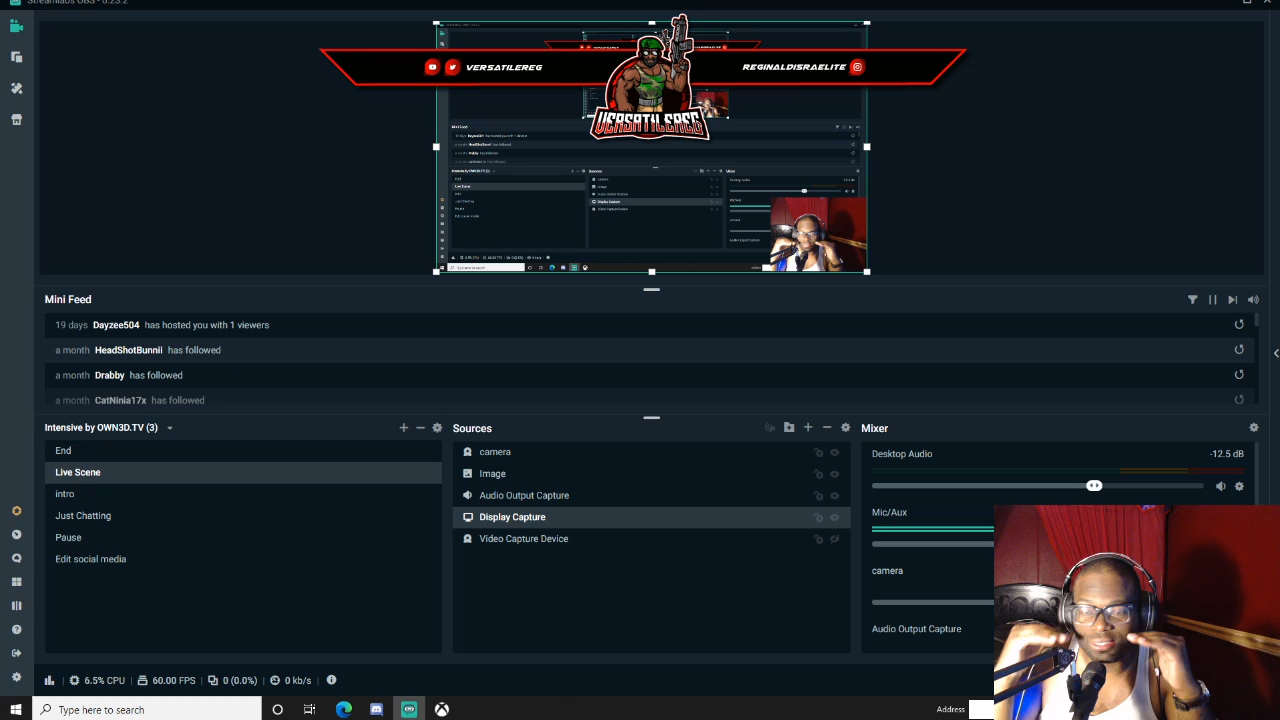 Streamlabs OBS - 0.23.2
VERSATILEREG
REGINALDISRAELITE
VERSATILEREG
Mini Feed
19 days Dayzee504 has hosted you with 1 viewers
a month HeadShotBunnii has followed
a month Drabby has followed
a month CatNinia17x has followed
Intensive by OWN3D.TV (3)
Sources
Mixer
End
Live Scene
intro
Just Chatting
Pause
Edit social media
camera
Image
Audio Output Capture
Display Capture
Video Capture Device
Desktop Audio
-12.5 dB
Mic/Aux
camera
Audio Output Capture
6.5% CPU
60.00 FPS
0 (0.0%)
0 kb/s
Type here to search
Address